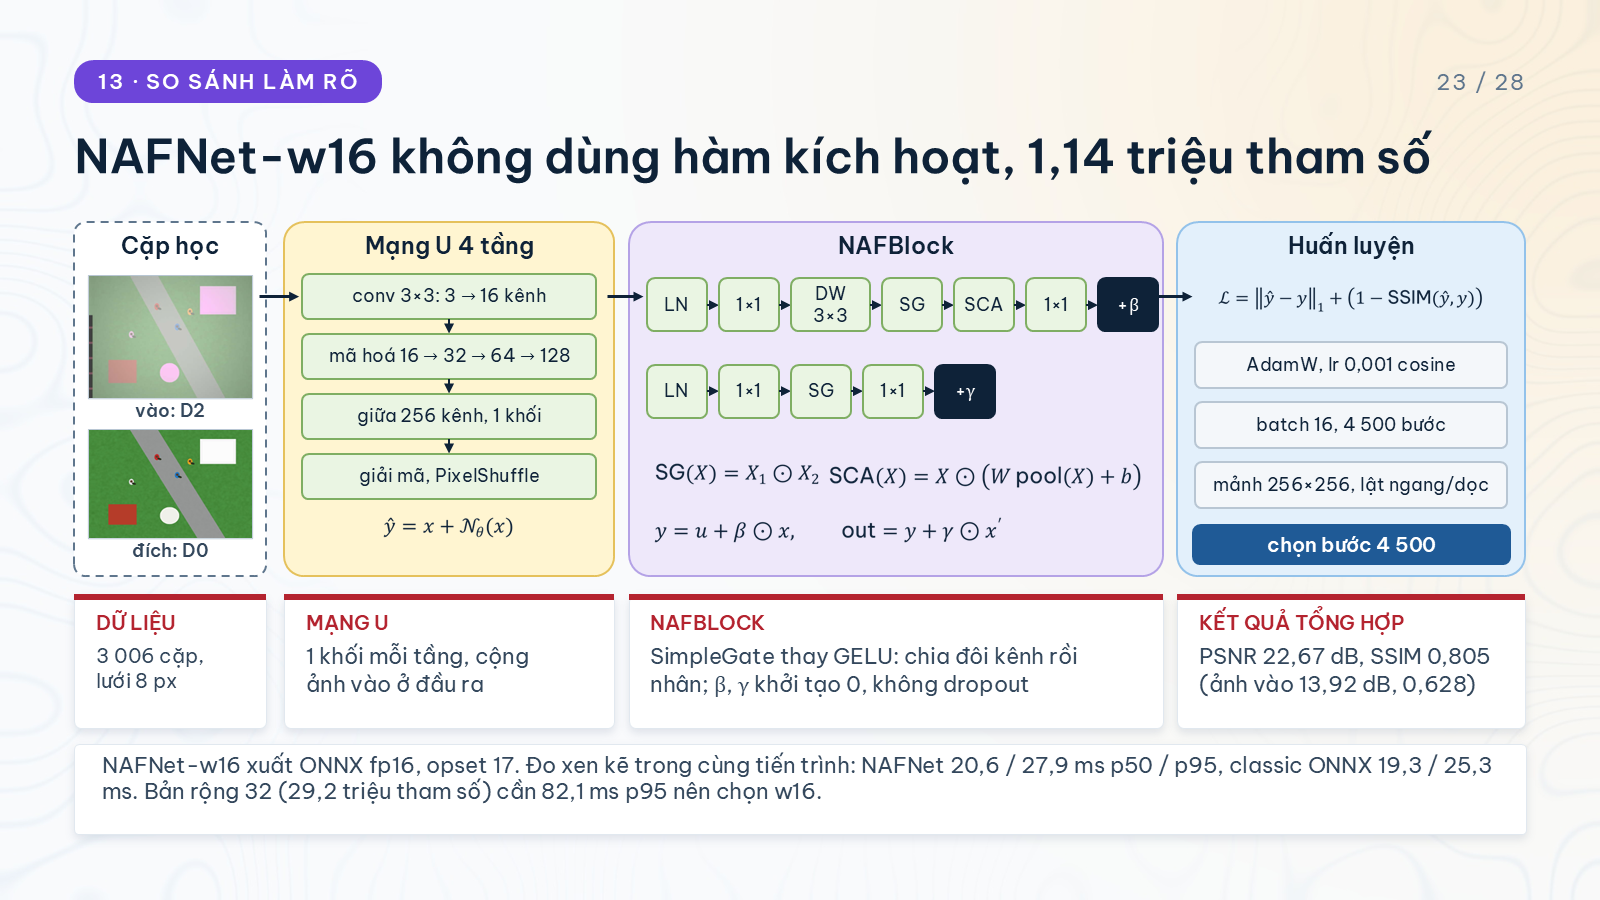 13 · SO SÁNH LÀM RÕ
23 / 28
NAFNet-w16 không dùng hàm kích hoạt, 1,14 triệu tham số
Cặp học
vào: D2
đích: D0
Mạng U 4 tầng
conv 3×3: 3 → 16 kênh
mã hoá 16 → 32 → 64 → 128
giữa 256 kênh, 1 khối
giải mã, PixelShuffle
ŷ = x + 𝒩_θ(x)
NAFBlock
LN 1×1 DW 3×3 SG SCA 1×1 +β
LN 1×1 SG 1×1 +γ
SG(X) = X₁ ⊙ X₂ SCA(X) = X ⊙ (W pool(X) + b)
y = u + β ⊙ x, out = y + γ ⊙ x′
Huấn luyện
ℒ = ‖ŷ − y‖₁ + (1 − SSIM(ŷ, y))
AdamW, lr 0,001 cosine
batch 16, 4 500 bước
mảnh 256×256, lật ngang/dọc
chọn bước 4 500
DỮ LIỆU
3 006 cặp,
lưới 8 px
MẠNG U
1 khối mỗi tầng, cộng
ảnh vào ở đầu ra
NAFBLOCK
SimpleGate thay GELU: chia đôi kênh rồi
nhân; β, γ khởi tạo 0, không dropout
KẾT QUẢ TỔNG HỢP
PSNR 22,67 dB, SSIM 0,805
(ảnh vào 13,92 dB, 0,628)
NAFNet-w16 xuất ONNX fp16, opset 17. Đo xen kẽ trong cùng tiến trình: NAFNet 20,6 / 27,9 ms p50 / p95, classic ONNX 19,3 / 25,3
ms. Bản rộng 32 (29,2 triệu tham số) cần 82,1 ms p95 nên chọn w16.